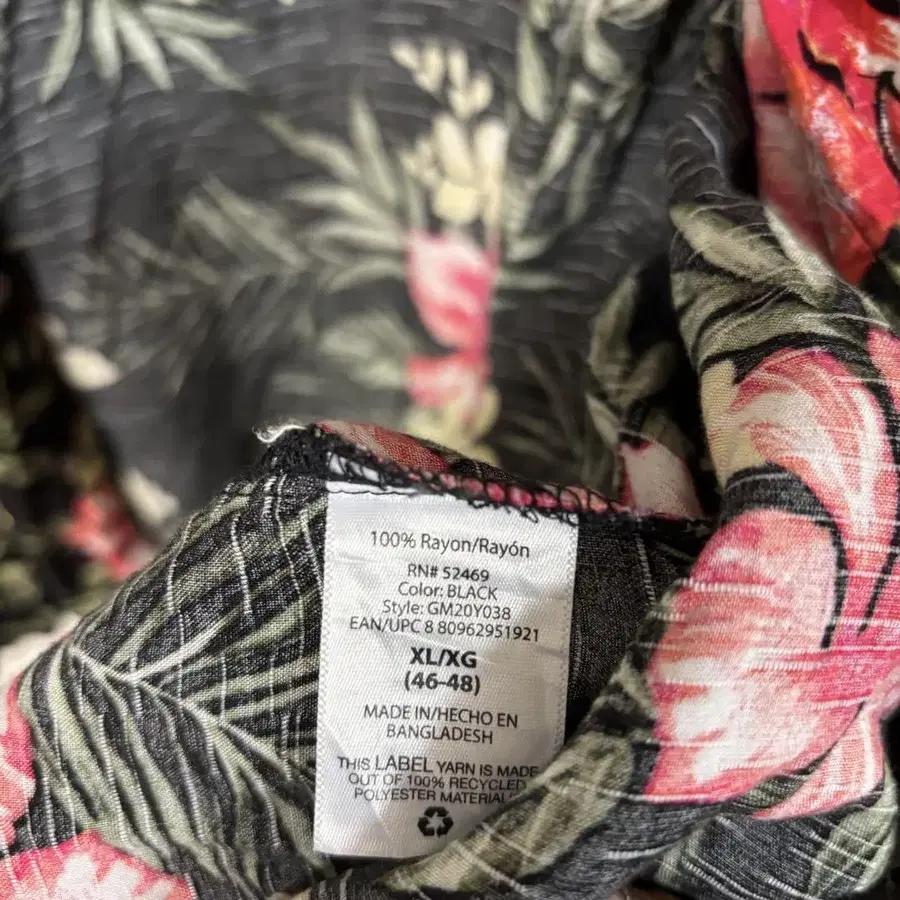 100% Rayon/Rayón
RN# 52469
Color: BLACK
Style: GM20Y038
EAN/UPC 8 80962951921
XL/XG
(46-48)
MADE IN/HECHO EN
BANGLADESH
THIS LABEL YARN IS MADE
OUT OF 100% RECYCLED
POLYESTER MATERIAL